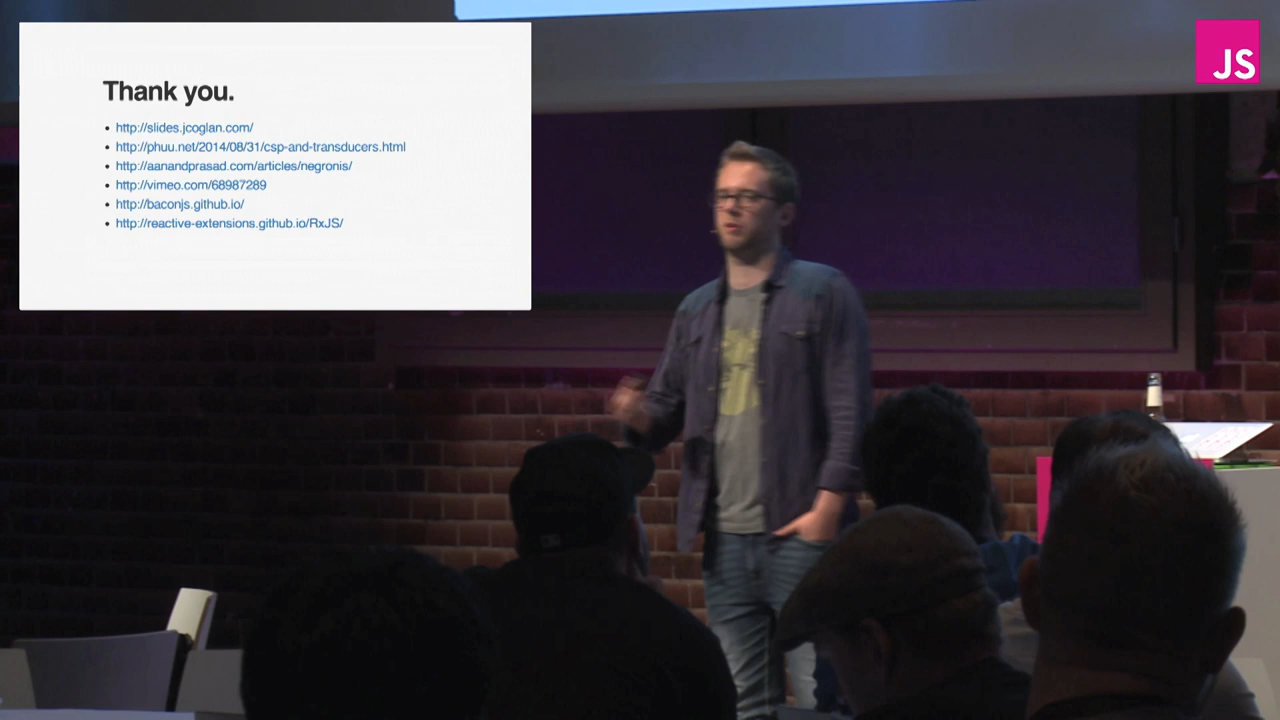 Thank you.
http://slides.jcoglan.com/
http://phuu.net/2014/08/31/csp-and-transducers.html
http://aanandprasad.com/articles/negronis/
http://vimeo.com/68987289
http://baconjs.github.io/
http://reactive-extensions.github.io/RxJS/
JS